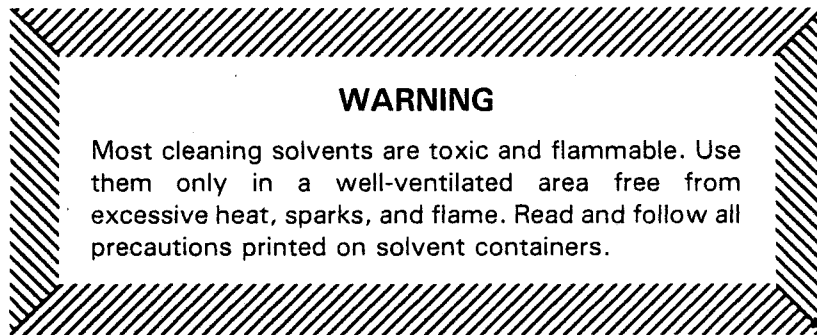 WARNING
Most cleaning solvents are toxic and flammable. Use
them only in a well-ventilated area free from
excessive heat, sparks, and flame. Read and follow all
precautions printed on solvent containers.